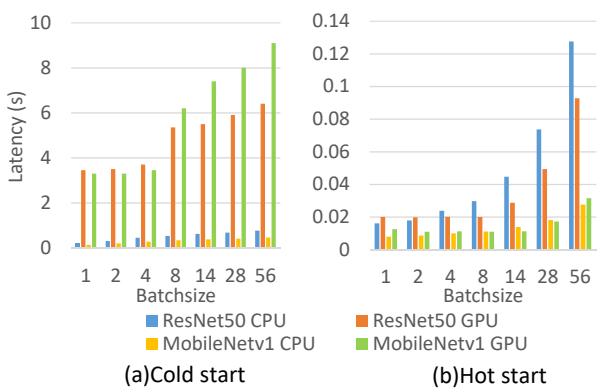 10
8
6
4
2
0
Latency (s)
1 2 4 8 14 28 56
Batchsize
0.14
0.12
0.1
0.08
0.06
0.04
0.02
0
1 2 4 8 14 28 56
Batchsize
ResNet50 CPU ResNet50 GPU
MobileNetv1 CPU MobileNetv1 GPU
(a)Cold start (b)Hot start